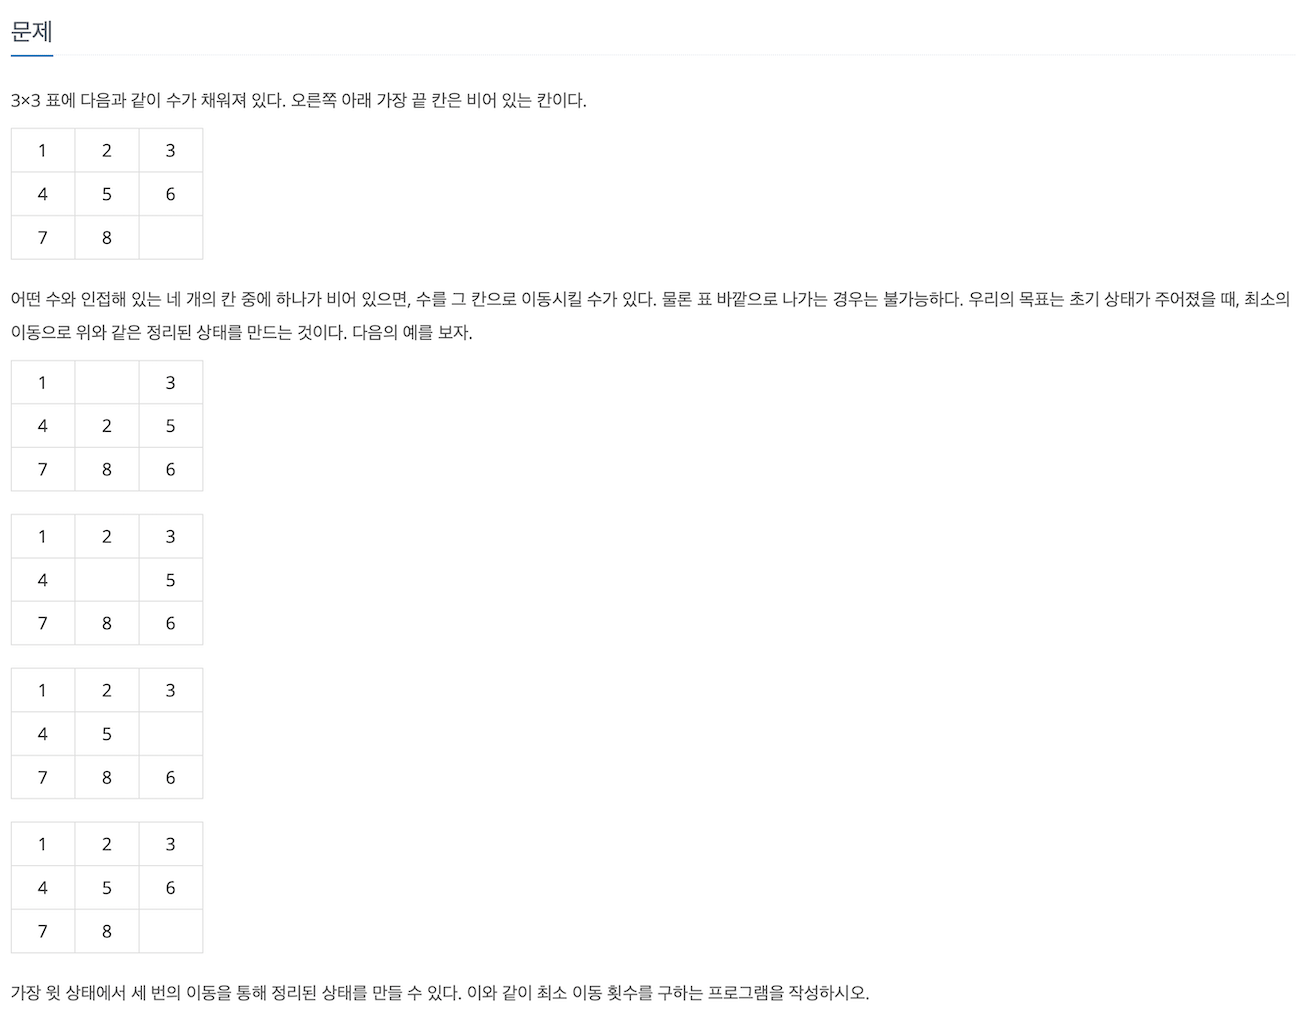 문제
3×3 표에 다음과 같이 수가 채워져 있다. 오른쪽 아래 가장 끝 칸은 비어 있는 칸이다.
1 2 3
4 5 6
7 8
어떤 수와 인접해 있는 네 개의 칸 중에 하나가 비어 있으면, 수를 그 칸으로 이동시킬 수가 있다. 물론 표 바깥으로 나가는 경우는 불가능하다. 우리의 목표는 초기 상태가 주어졌을 때, 최소의
이동으로 위와 같은 정리된 상태를 만드는 것이다. 다음의 예를 보자.
1 3
4 2 5
7 8 6
1 2 3
4 5
7 8 6
1 2 3
4 5
7 8 6
1 2 3
4 5 6
7 8
가장 윗 상태에서 세 번의 이동을 통해 정리된 상태를 만들 수 있다. 이와 같이 최소 이동 횟수를 구하는 프로그램을 작성하시오.